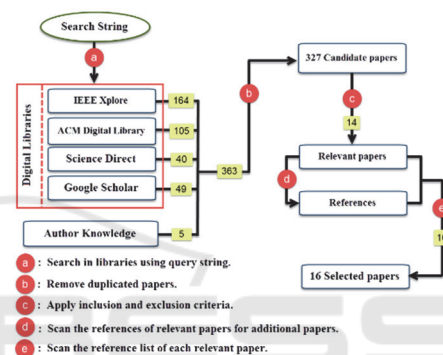 Search String
a
Digital Libraries
IEEE Xplore
164
ACM Digital Library
105
Science Direct
40
Google Scholar
49
Author Knowledge
5
363
b
327 Candidate papers
c
14
Relevant papers
d
References
e
16 Selected papers
a : Search in libraries using query string.
b : Remove duplicated papers.
c : Apply inclusion and exclusion criteria.
d : Scan the references of relevant papers for additional papers.
e : Scan the reference list of each relevant paper.